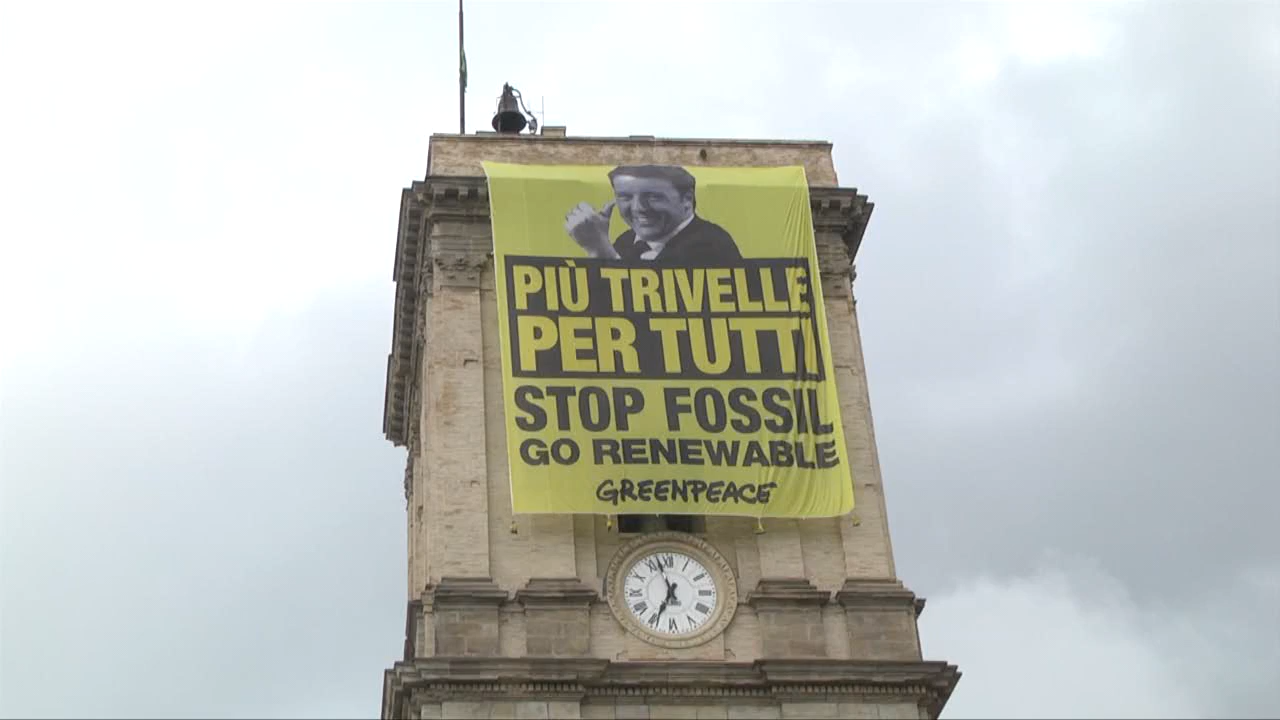 PIÙ TRIVELLE
PER TUTTI
STOP FOSSIL
GO RENEWABLE
GREENPEACE